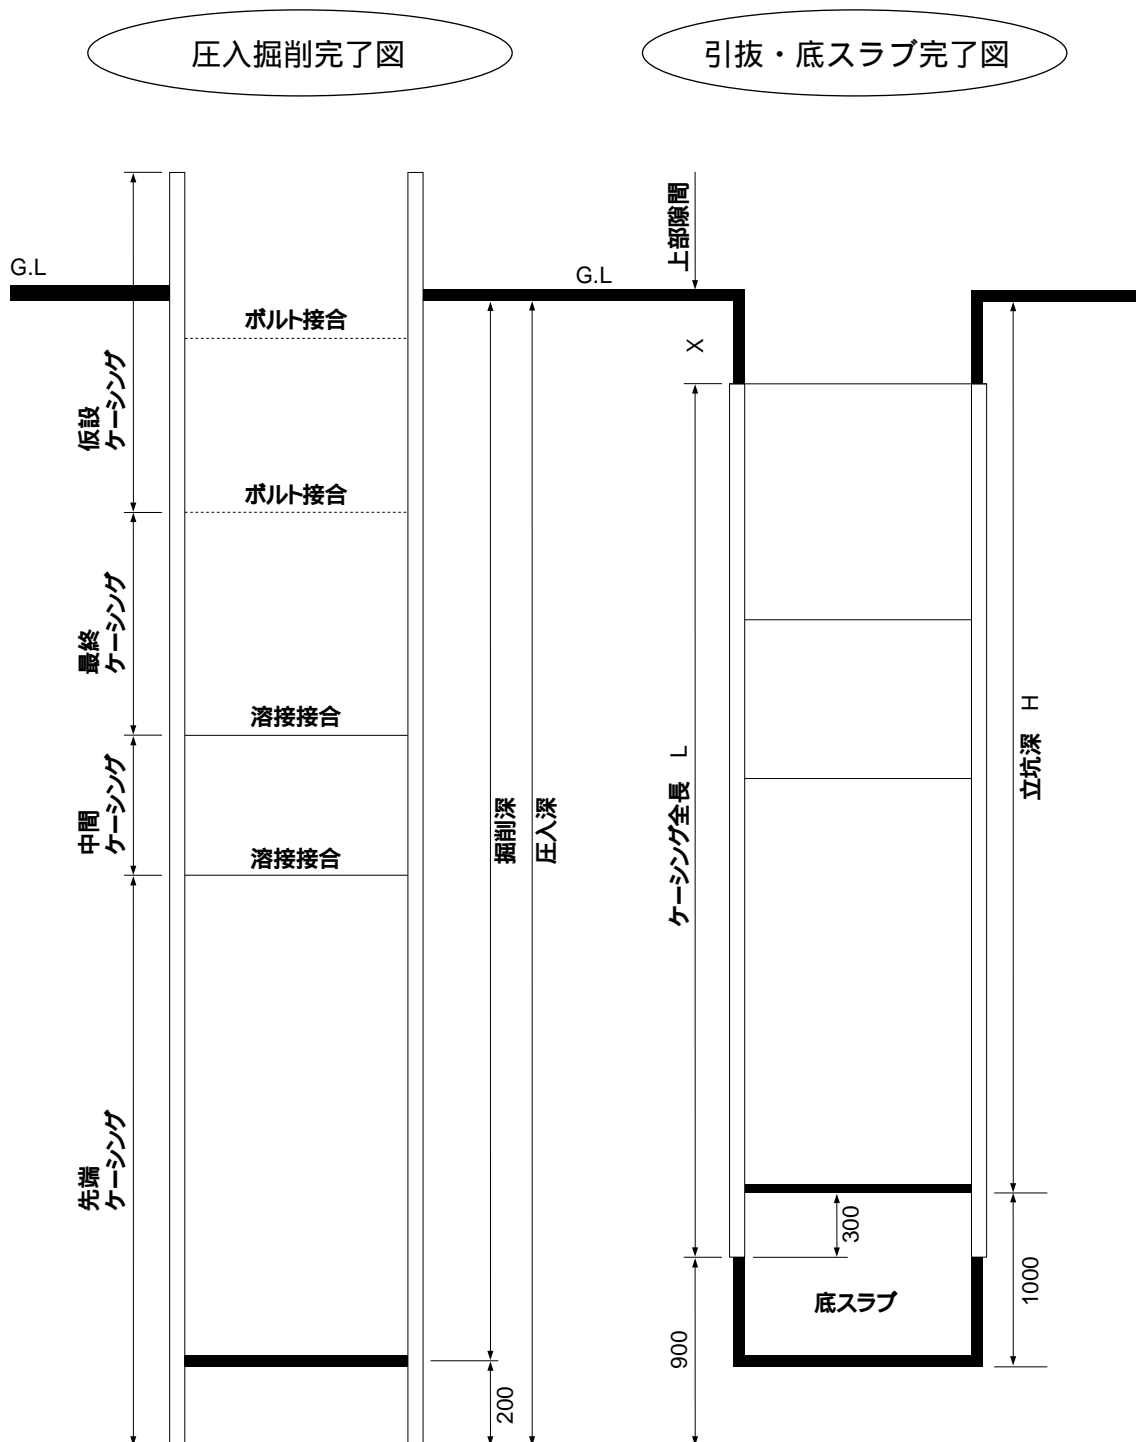 圧入掘削完了図
引抜・底スラブ完了図
上部隙間
G.L
G.L
ボルト接合
X
仮設
ケーシング
ボルト接合
最終
ケーシング
溶接接合
中間
ケーシング
溶接接合
掘削深
圧入深
ケーシング全長 L
立坑深 H
先端
ケーシング
300
底スラブ
1000
900
200